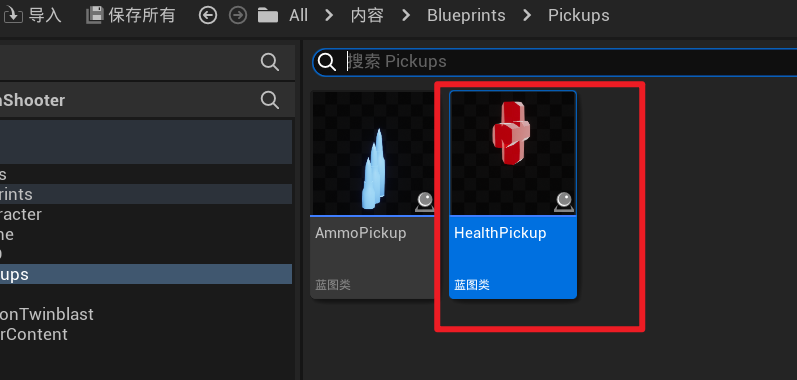 导入 保存所有 All 内容 Blueprints Pickups
搜索 Pickups
nShooter
s
rints
racter
me
ups
onTwinblast
rContent
AmmoPickup
蓝图类
HealthPickup
蓝图类